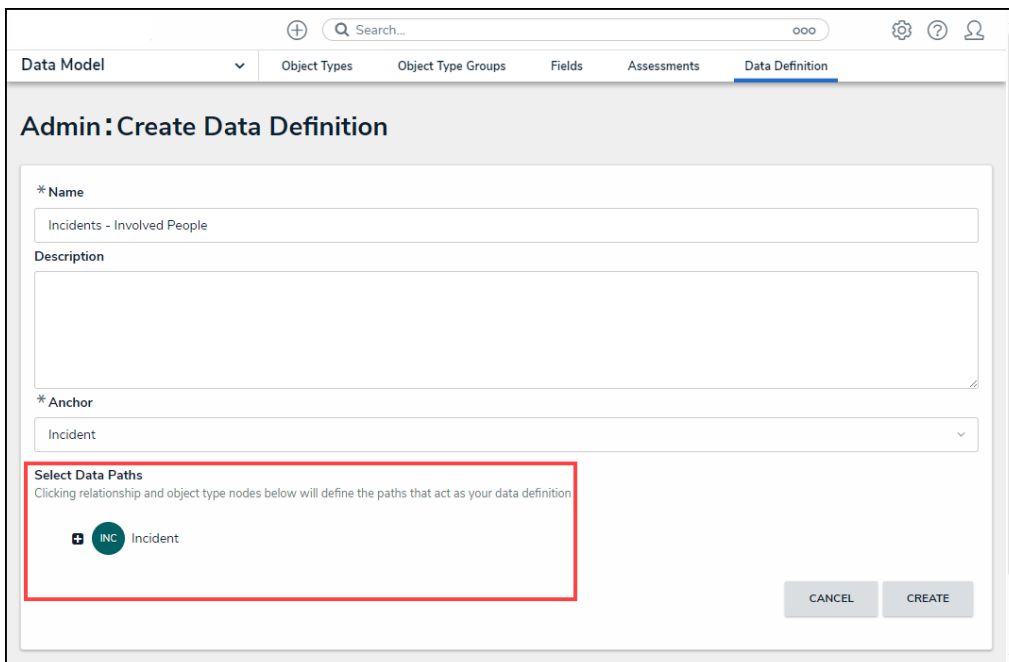 Search...
Data Model
Object Types
Object Type Groups
Fields
Assessments
Data Definition
Admin:Create Data Definition
*Name
Incidents - Involved People
Description
*Anchor
Incident
Select Data Paths
Clicking relationship and object type nodes below will define the paths that act as your data definition
INC Incident
CANCEL
CREATE